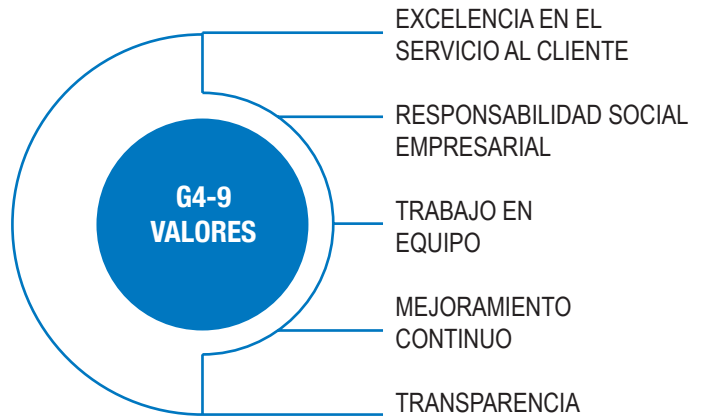 G4-9
VALORES
EXCELENCIA EN EL
SERVICIO AL CLIENTE
RESPONSABILIDAD SOCIAL
EMPRESARIAL
TRABAJO EN
EQUIPO
MEJORAMIENTO
CONTINUO
TRANSPARENCIA